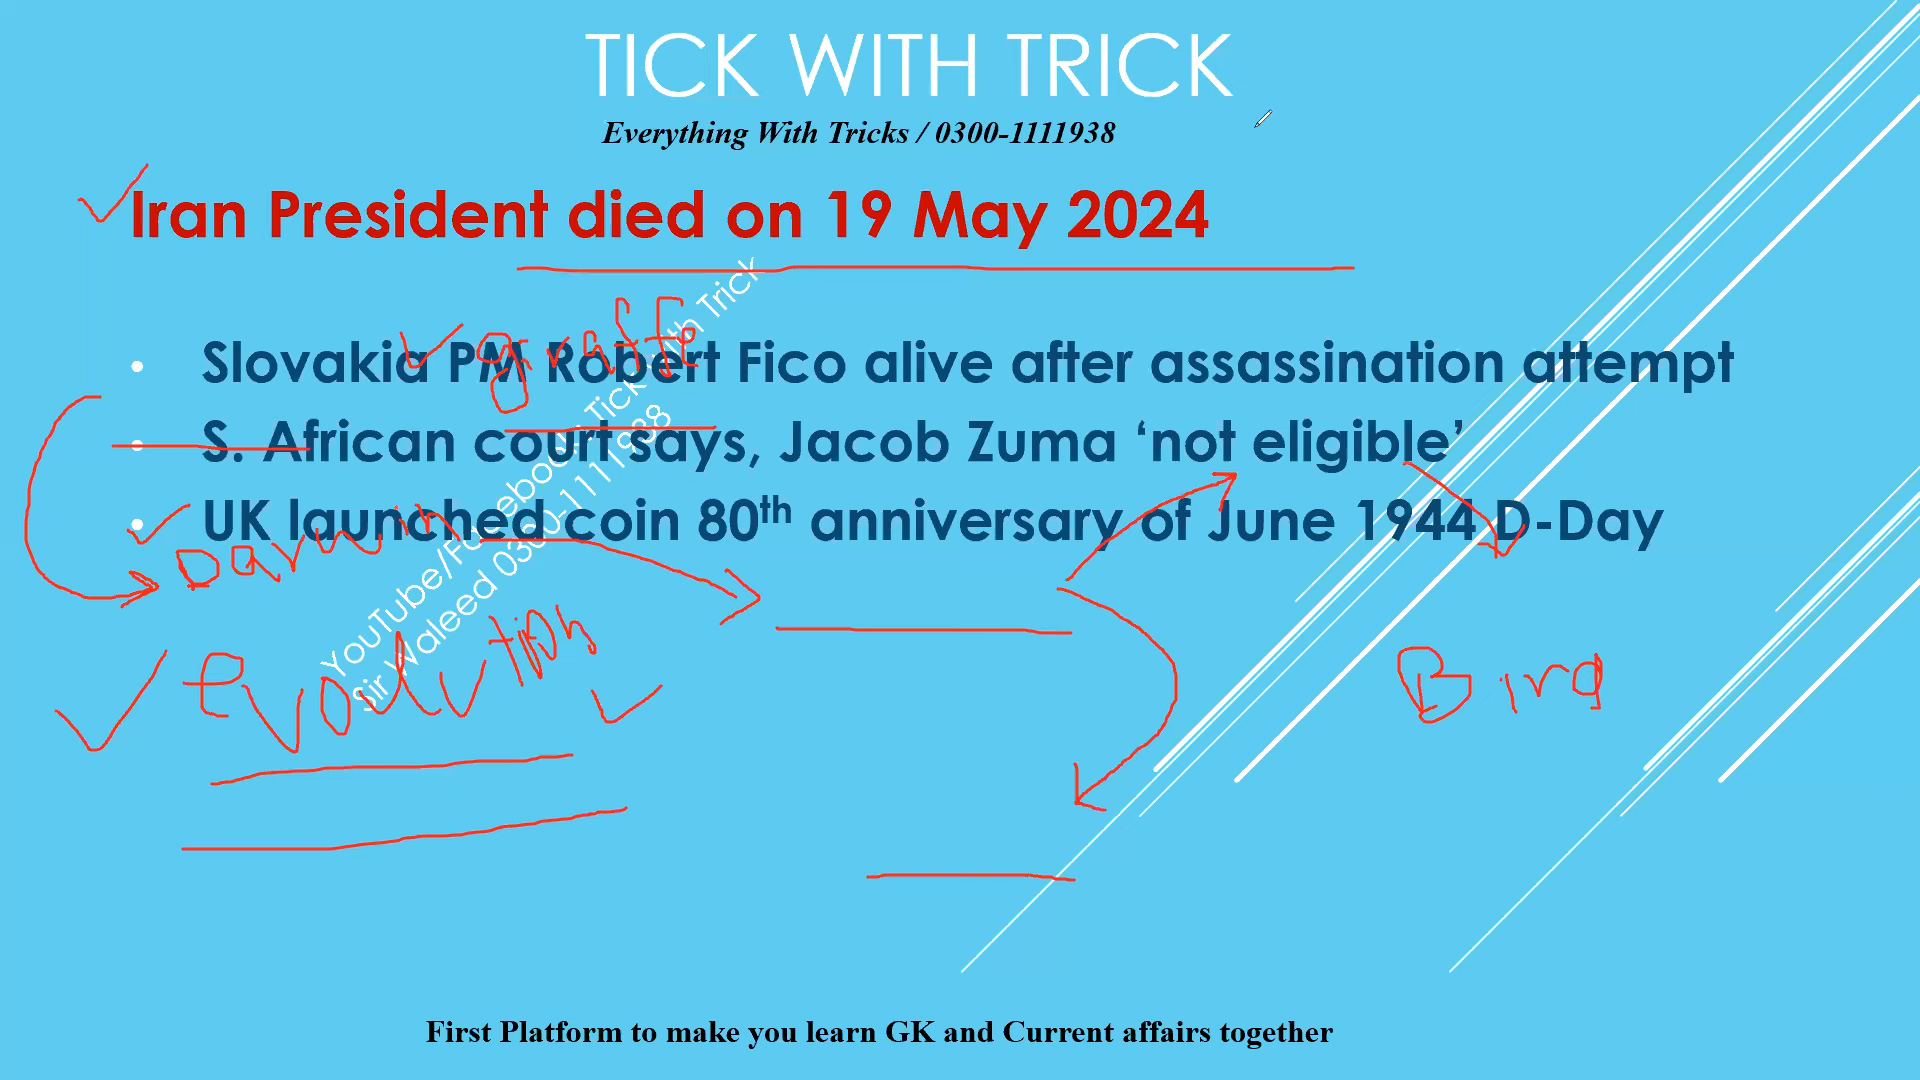 TICK WITH TRICK
Everything With Tricks / 0300-1111938
Iran President died on 19 May 2024
giraffe
• Slovakia PM Robert Fico alive after assassination attempt
• S. African court says, Jacob Zuma ‘not eligible’
• UK launched coin 80th anniversary of June 1944 D-Day
Darwin
evolution
Bird
YouTube/Facebook: Tick with Trick
Sir Waleed 0300-1111938
First Platform to make you learn GK and Current affairs together